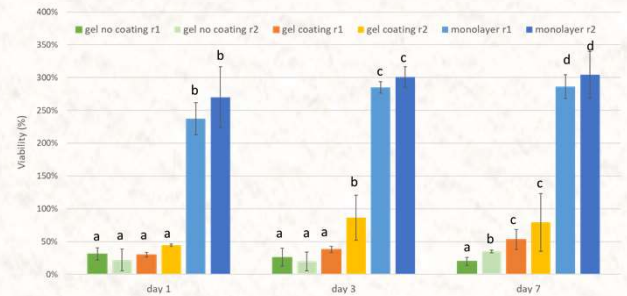 400%
gel no coating r1 gel no coating r2 gel coating r1 gel coating r2 monolayer r1 monolayer r2
350%
300%
250%
200%
150%
100%
50%
0%
Viability (%)
a a a a b b
a a a b c c
a b c c d d
day 1 day 3 day 7